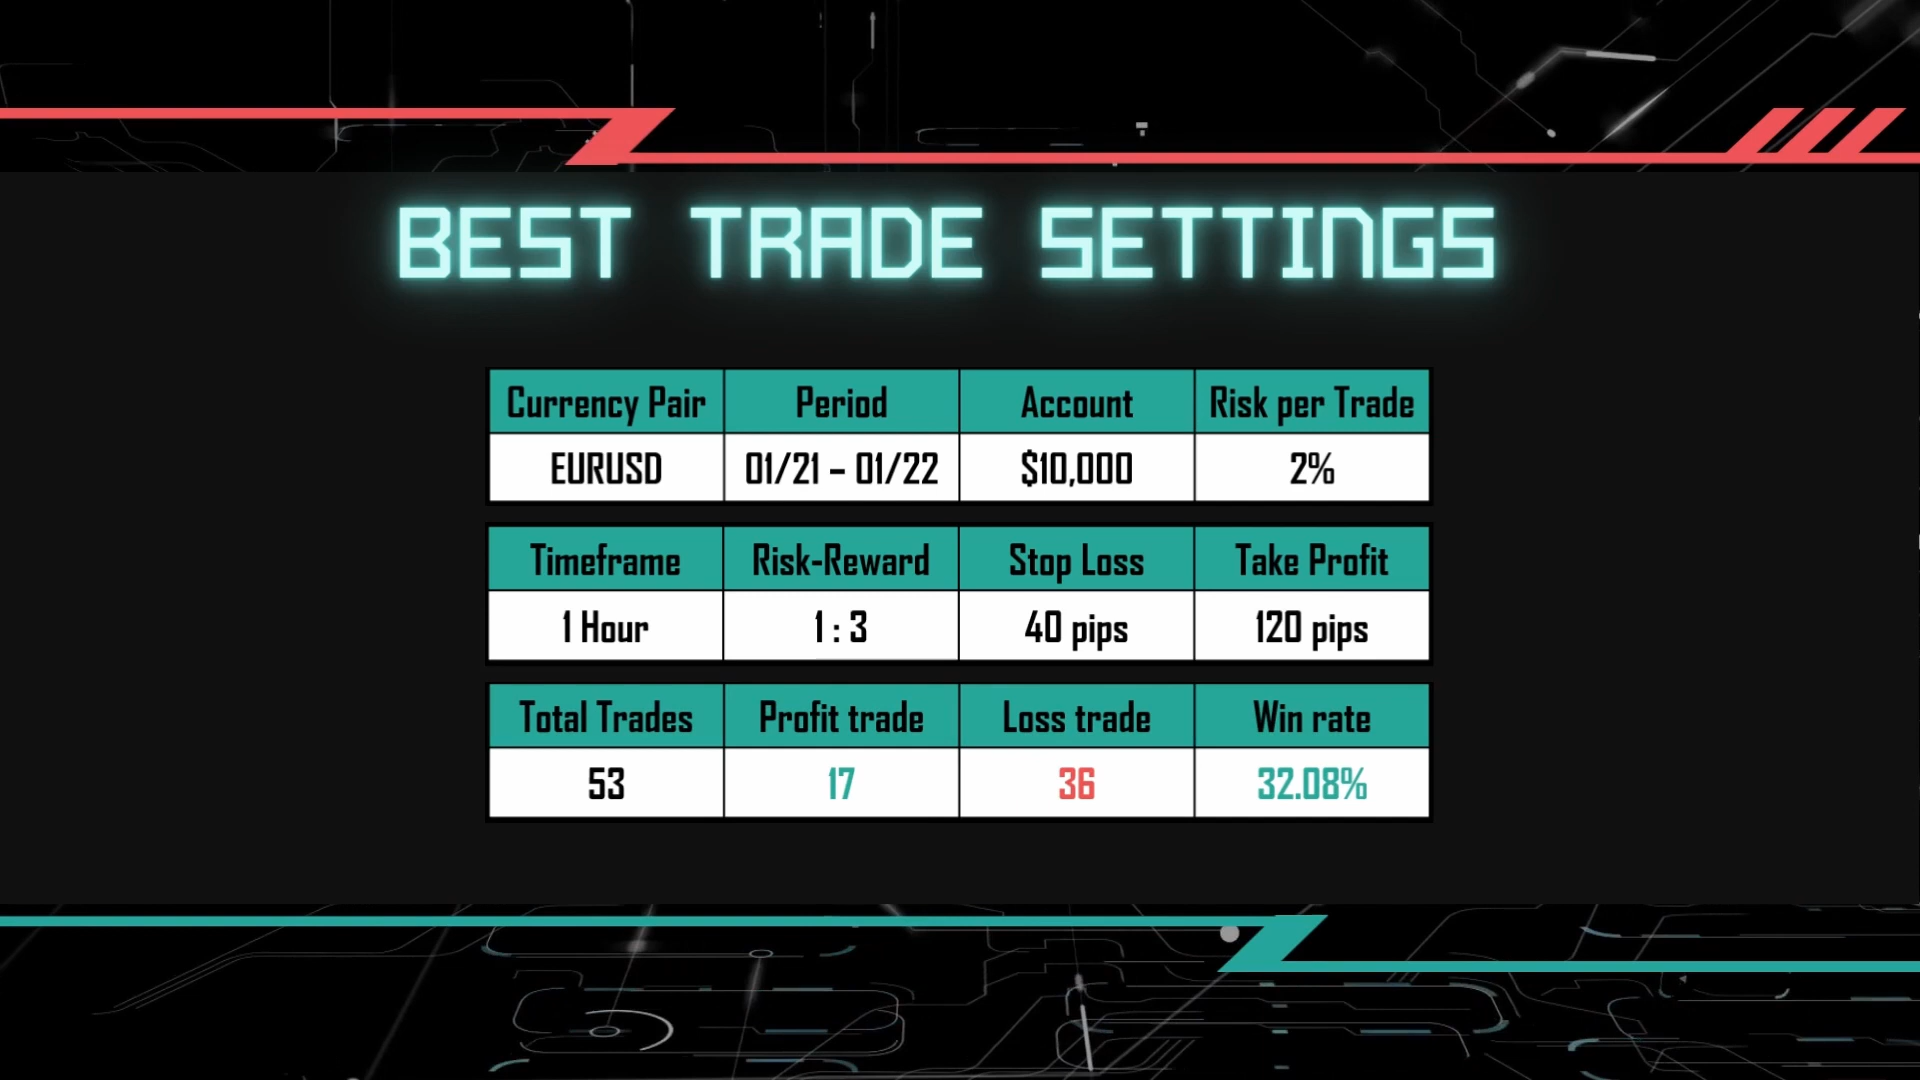 BEST TRADE SETTINGS
Currency Pair Period Account Risk per Trade
EURUSD 01/21 – 01/22 $10,000 2%
Timeframe Risk-Reward Stop Loss Take Profit
1 Hour 1 : 3 40 pips 120 pips
Total Trades Profit trade Loss trade Win rate
53 17 36 32.08%